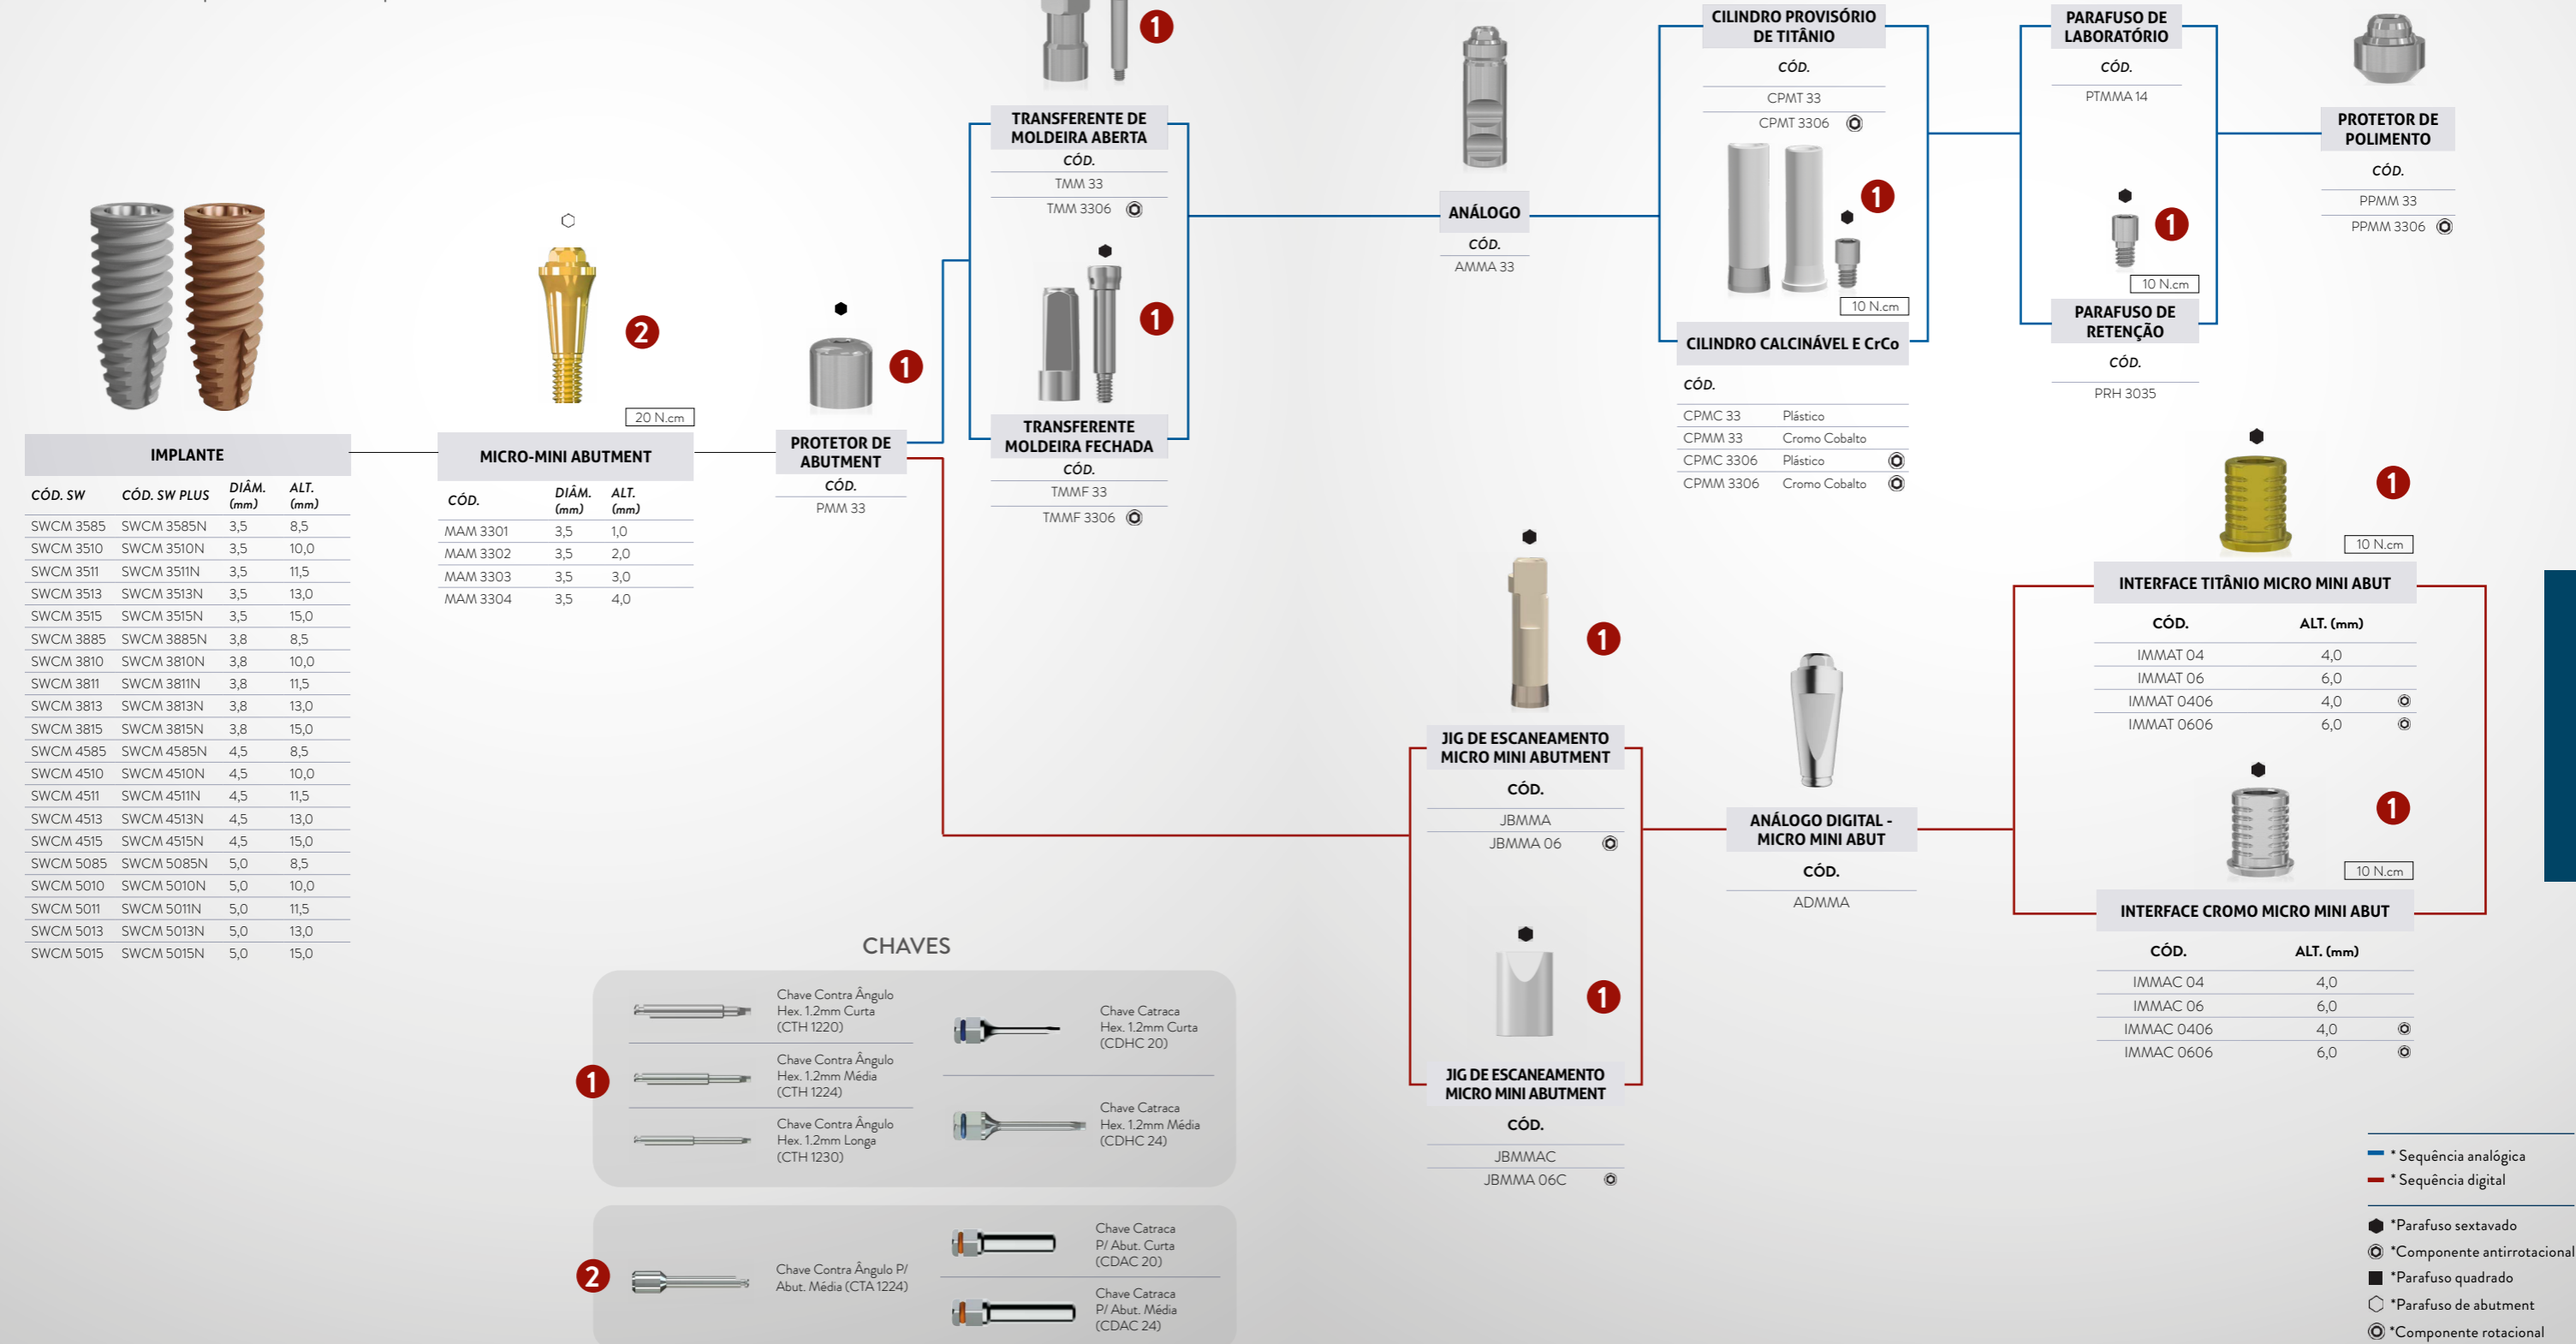 IMPLANTE
CÓD. SW CÓD. SW PLUS DIÂM. (mm) ALT. (mm)
SWCM 3585 SWCM 3585N 3,5 8,5
SWCM 3510 SWCM 3510N 3,5 10,0
SWCM 3511 SWCM 3511N 3,5 11,5
SWCM 3513 SWCM 3513N 3,5 13,0
SWCM 3515 SWCM 3515N 3,5 15,0
SWCM 3885 SWCM 3885N 3,8 8,5
SWCM 3810 SWCM 3810N 3,8 10,0
SWCM 3811 SWCM 3811N 3,8 11,5
SWCM 3813 SWCM 3813N 3,8 13,0
SWCM 3815 SWCM 3815N 3,8 15,0
SWCM 4585 SWCM 4585N 4,5 8,5
SWCM 4510 SWCM 4510N 4,5 10,0
SWCM 4511 SWCM 4511N 4,5 11,5
SWCM 4513 SWCM 4513N 4,5 13,0
SWCM 4515 SWCM 4515N 4,5 15,0
SWCM 5085 SWCM 5085N 5,0 8,5
SWCM 5010 SWCM 5010N 5,0 10,0
SWCM 5011 SWCM 5011N 5,0 11,5
SWCM 5013 SWCM 5013N 5,0 13,0
SWCM 5015 SWCM 5015N 5,0 15,0
2
20 N.cm
MICRO-MINI ABUTMENT
CÓD. DIÂM. (mm) ALT. (mm)
MAM 3301 3,5 1,0
MAM 3302 3,5 2,0
MAM 3303 3,5 3,0
MAM 3304 3,5 4,0
1
PROTETOR DE
ABUTMENT
CÓD.
PMM 33
1
TRANSFERENTE DE
MOLDEIRA ABERTA
CÓD.
TMM 33
TMM 3306
1
TRANSFERENTE
MOLDEIRA FECHADA
CÓD.
TMMF 33
TMMF 3306
ANÁLOGO
CÓD.
AMMA 33
CILINDRO PROVISÓRIO
DE TITÂNIO
CÓD.
CPMT 33
CPMT 3306
1
10 N.cm
CILINDRO CALCINÁVEL E CrCo
CÓD.
CPMC 33 Plástico
CPMM 33 Cromo Cobalto
CPMC 3306 Plástico
CPMM 3306 Cromo Cobalto
PARAFUSO DE
LABORATÓRIO
CÓD.
PTMMA 14
1
10 N.cm
PARAFUSO DE
RETENÇÃO
CÓD.
PRH 3035
PROTETOR DE
POLIMENTO
CÓD.
PPMM 33
PPMM 3306
1
JIG DE ESCANEAMENTO
MICRO MINI ABUTMENT
CÓD.
JBMMA
JBMMA 06
1
JIG DE ESCANEAMENTO
MICRO MINI ABUTMENT
CÓD.
JBMMAC
JBMMA 06C
ANÁLOGO DIGITAL -
MICRO MINI ABUT
CÓD.
ADMMA
1
10 N.cm
INTERFACE TITÂNIO MICRO MINI ABUT
CÓD. ALT. (mm)
IMMAT 04 4,0
IMMAT 06 6,0
IMMAT 0406 4,0
IMMAT 0606 6,0
1
10 N.cm
INTERFACE CROMO MICRO MINI ABUT
CÓD. ALT. (mm)
IMMAC 04 4,0
IMMAC 06 6,0
IMMAC 0406 4,0
IMMAC 0606 6,0
CHAVES
1
Chave Contra Ângulo
Hex. 1.2mm Curta
(CTH 1220)
Chave Contra Ângulo
Hex. 1.2mm Média
(CTH 1224)
Chave Contra Ângulo
Hex. 1.2mm Longa
(CTH 1230)
Chave Catraca
Hex. 1.2mm Curta
(CDHC 20)
Chave Catraca
Hex. 1.2mm Média
(CDHC 24)
2
Chave Contra Ângulo P/
Abut. Média (CTA 1224)
Chave Catraca
P/ Abut. Curta
(CDAC 20)
Chave Catraca
P/ Abut. Média
(CDAC 24)
* Sequência analógica
* Sequência digital
*Parafuso sextavado
*Componente antirrotacional
*Parafuso quadrado
*Parafuso de abutment
*Componente rotacional